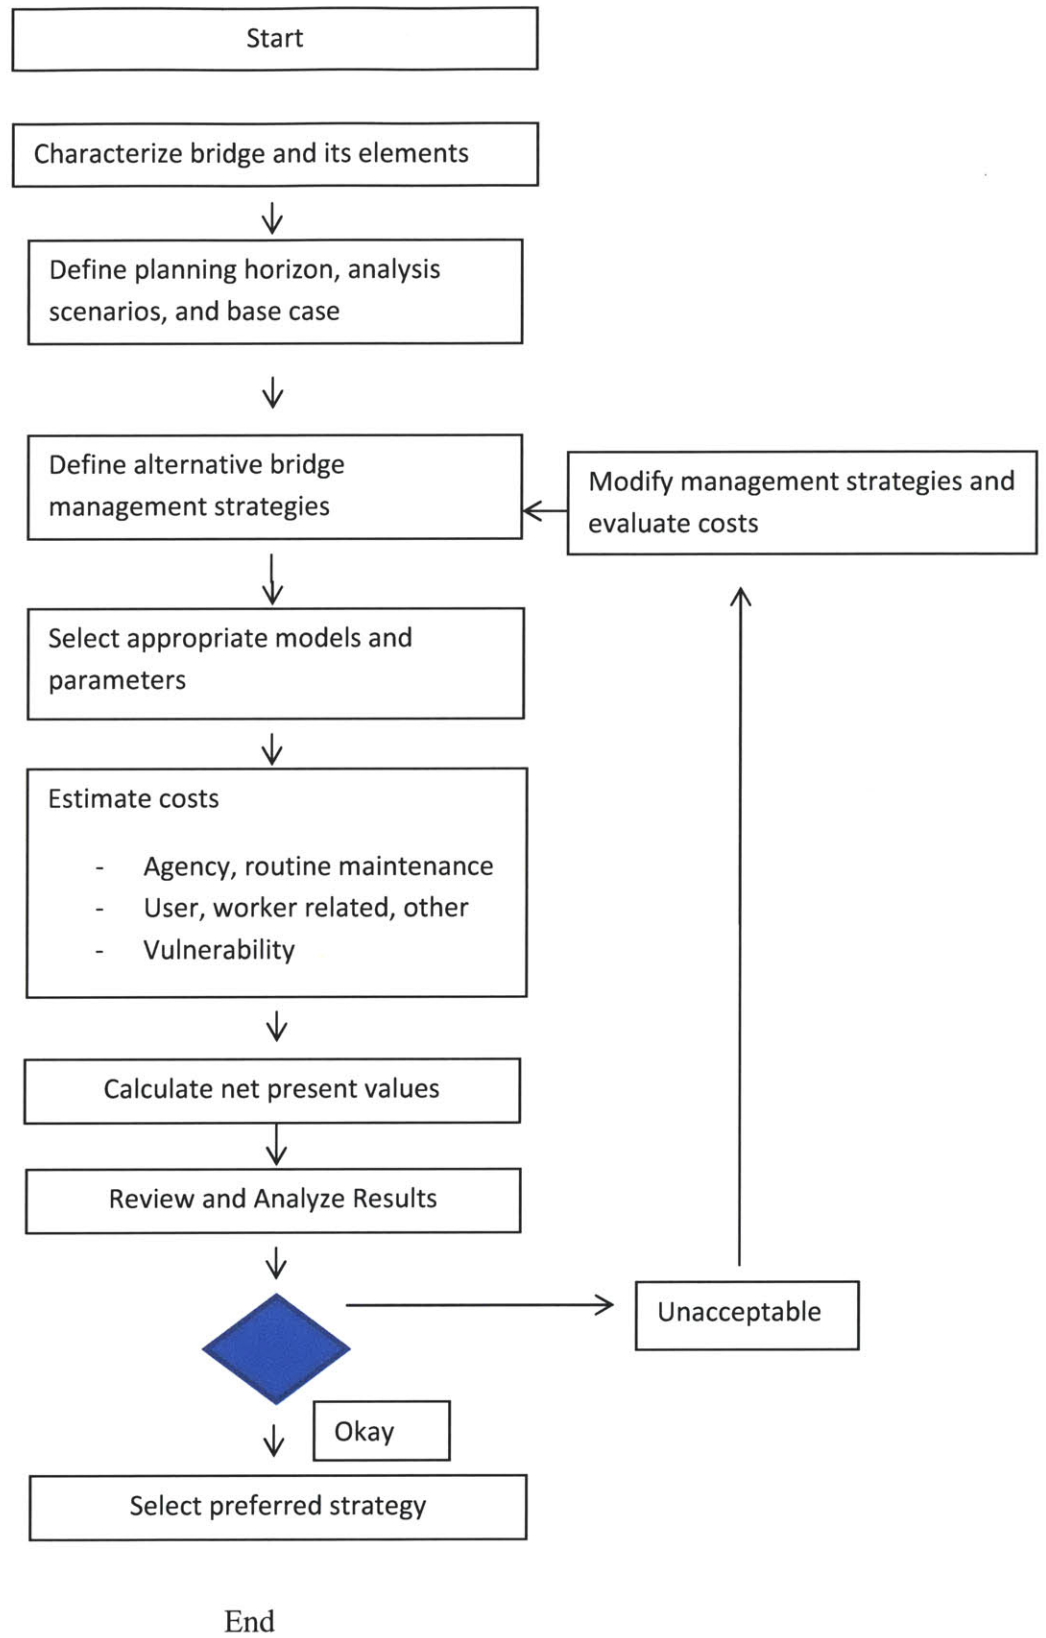 Start
Characterize bridge and its elements
Define planning horizon, analysis
scenarios, and base case
Define alternative bridge
management strategies
Modify management strategies and
evaluate costs
Select appropriate models and
parameters
Estimate costs
- Agency, routine maintenance
- User, worker related, other
- Vulnerability
Calculate net present values
Review and Analyze Results
Unacceptable
Okay
Select preferred strategy
End